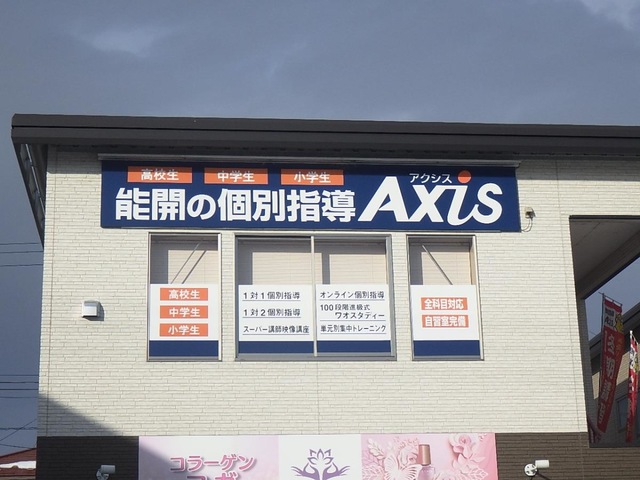 高校生 中学生 小学生
能開の個別指導 Axis
アクシス
高校生
中学生
小学生
1対1個別指導
1対2個別指導
スーパー講師映像講座
オンライン個別指導
100段階進級式
ワオスタディー
単元別集中トレーニング
全科目対応
自習室完備
コラーゲン